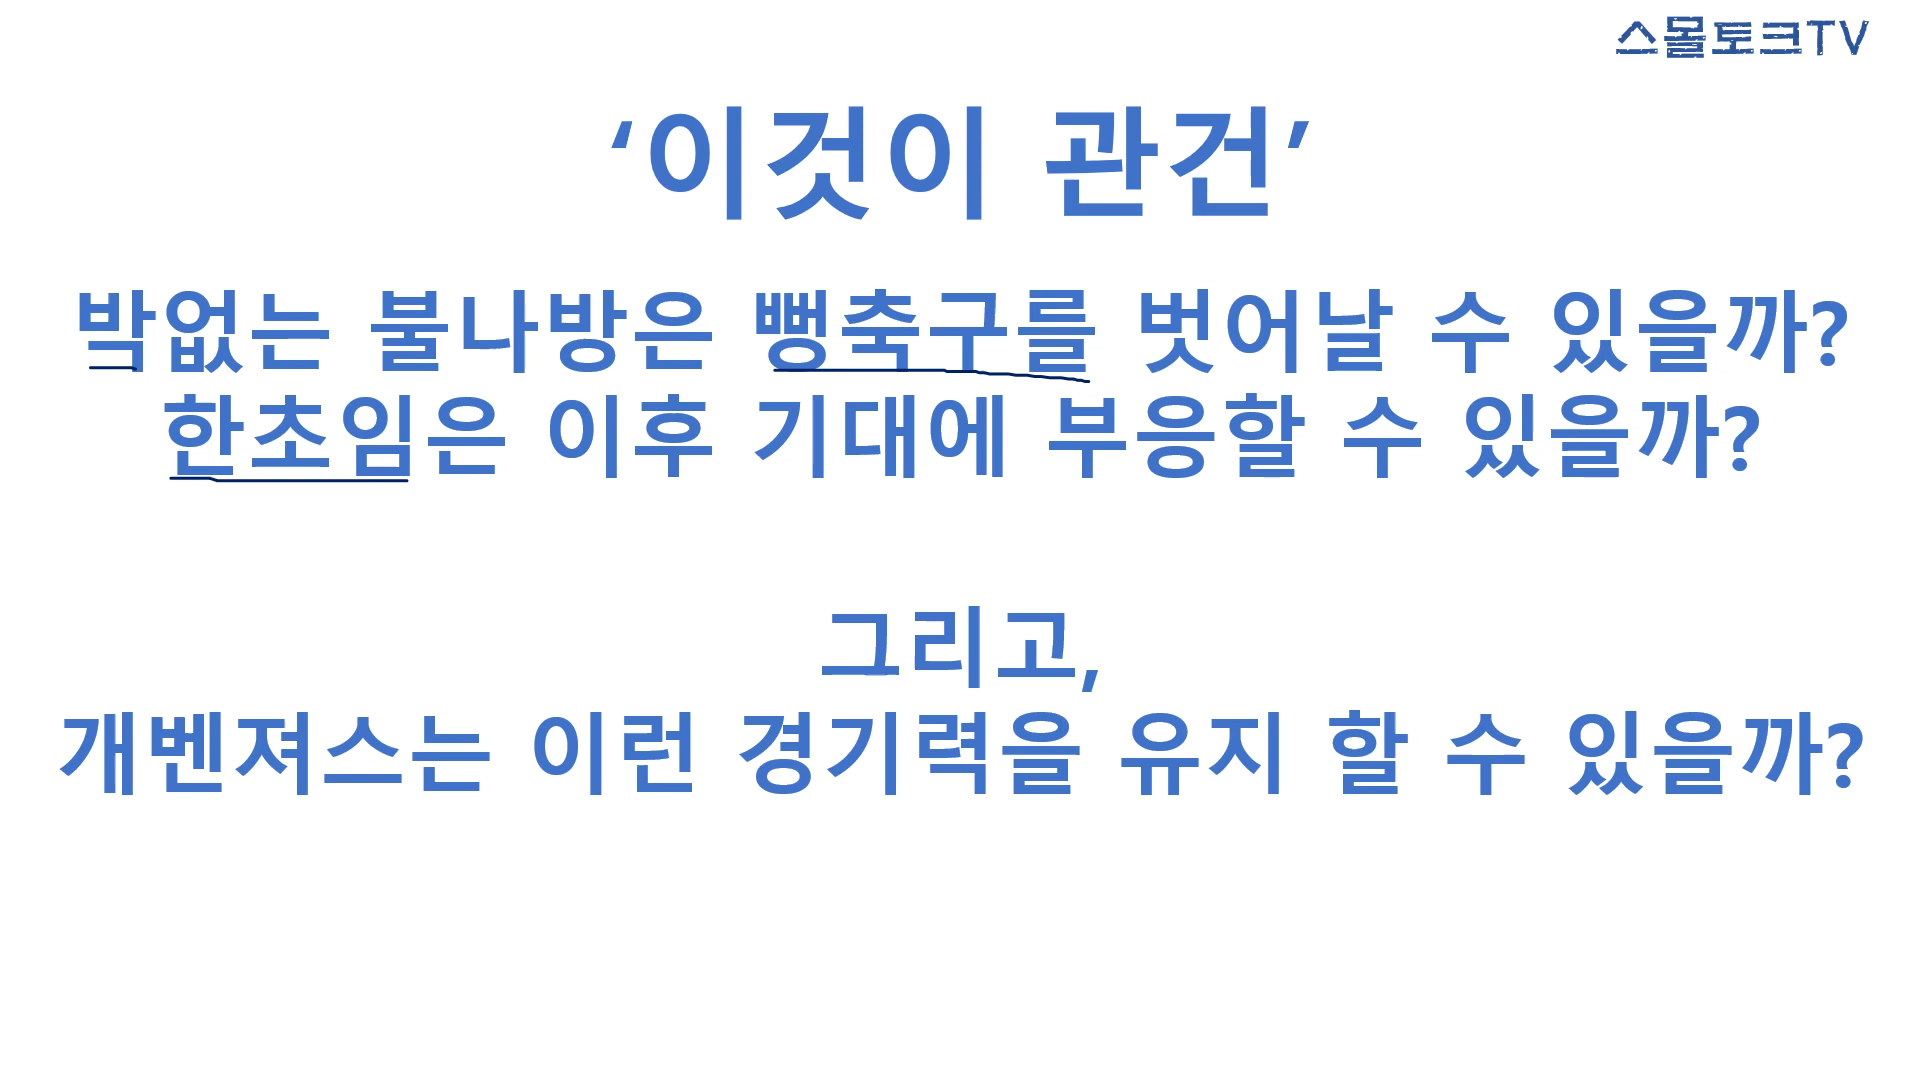 스몰토크TV
‘이것이 관건’
박없는 불나방은 뻥축구를 벗어날 수 있을까?
한초임은 이후 기대에 부응할 수 있을까?
그리고,
개벤져스는 이런 경기력을 유지 할 수 있을까?